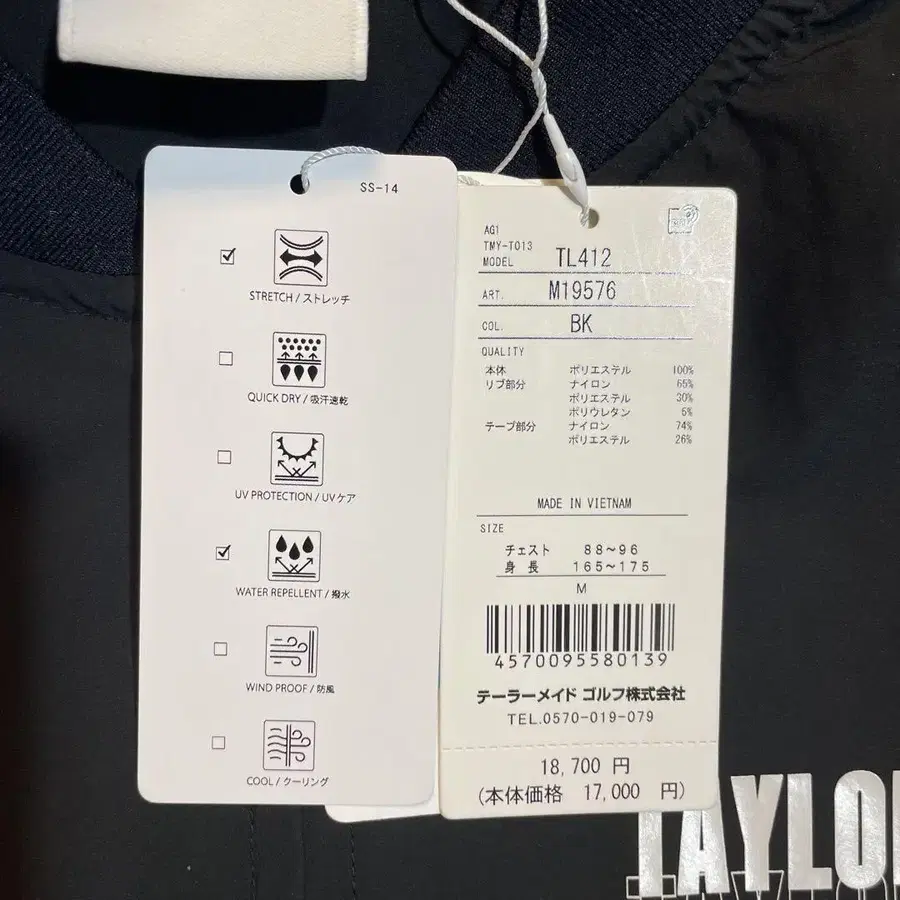 SS-14
☑ STRETCH / ストレッチ
☐ QUICK DRY / 吸汗速乾
☐ UV PROTECTION / UVケア
☑ WATER REPELLENT / 撥水
☐ WIND PROOF / 防風
☐ COOL / クーリング
AG1
TMY-T013
MODEL TL412
ART. M19576
COL. BK
QUALITY
本体 ポリエステル 100%
リブ部分 ナイロン 65%
ポリエステル 30%
ポリウレタン 5%
テープ部分 ナイロン 74%
ポリエステル 26%
MADE IN VIETNAM
SIZE
チェスト 88～96
身 長 165～175
M
4570095580139
テーラーメイド ゴルフ株式会社
TEL.0570-019-079
18,700 円
(本体価格 17,000 円)
TAYLO